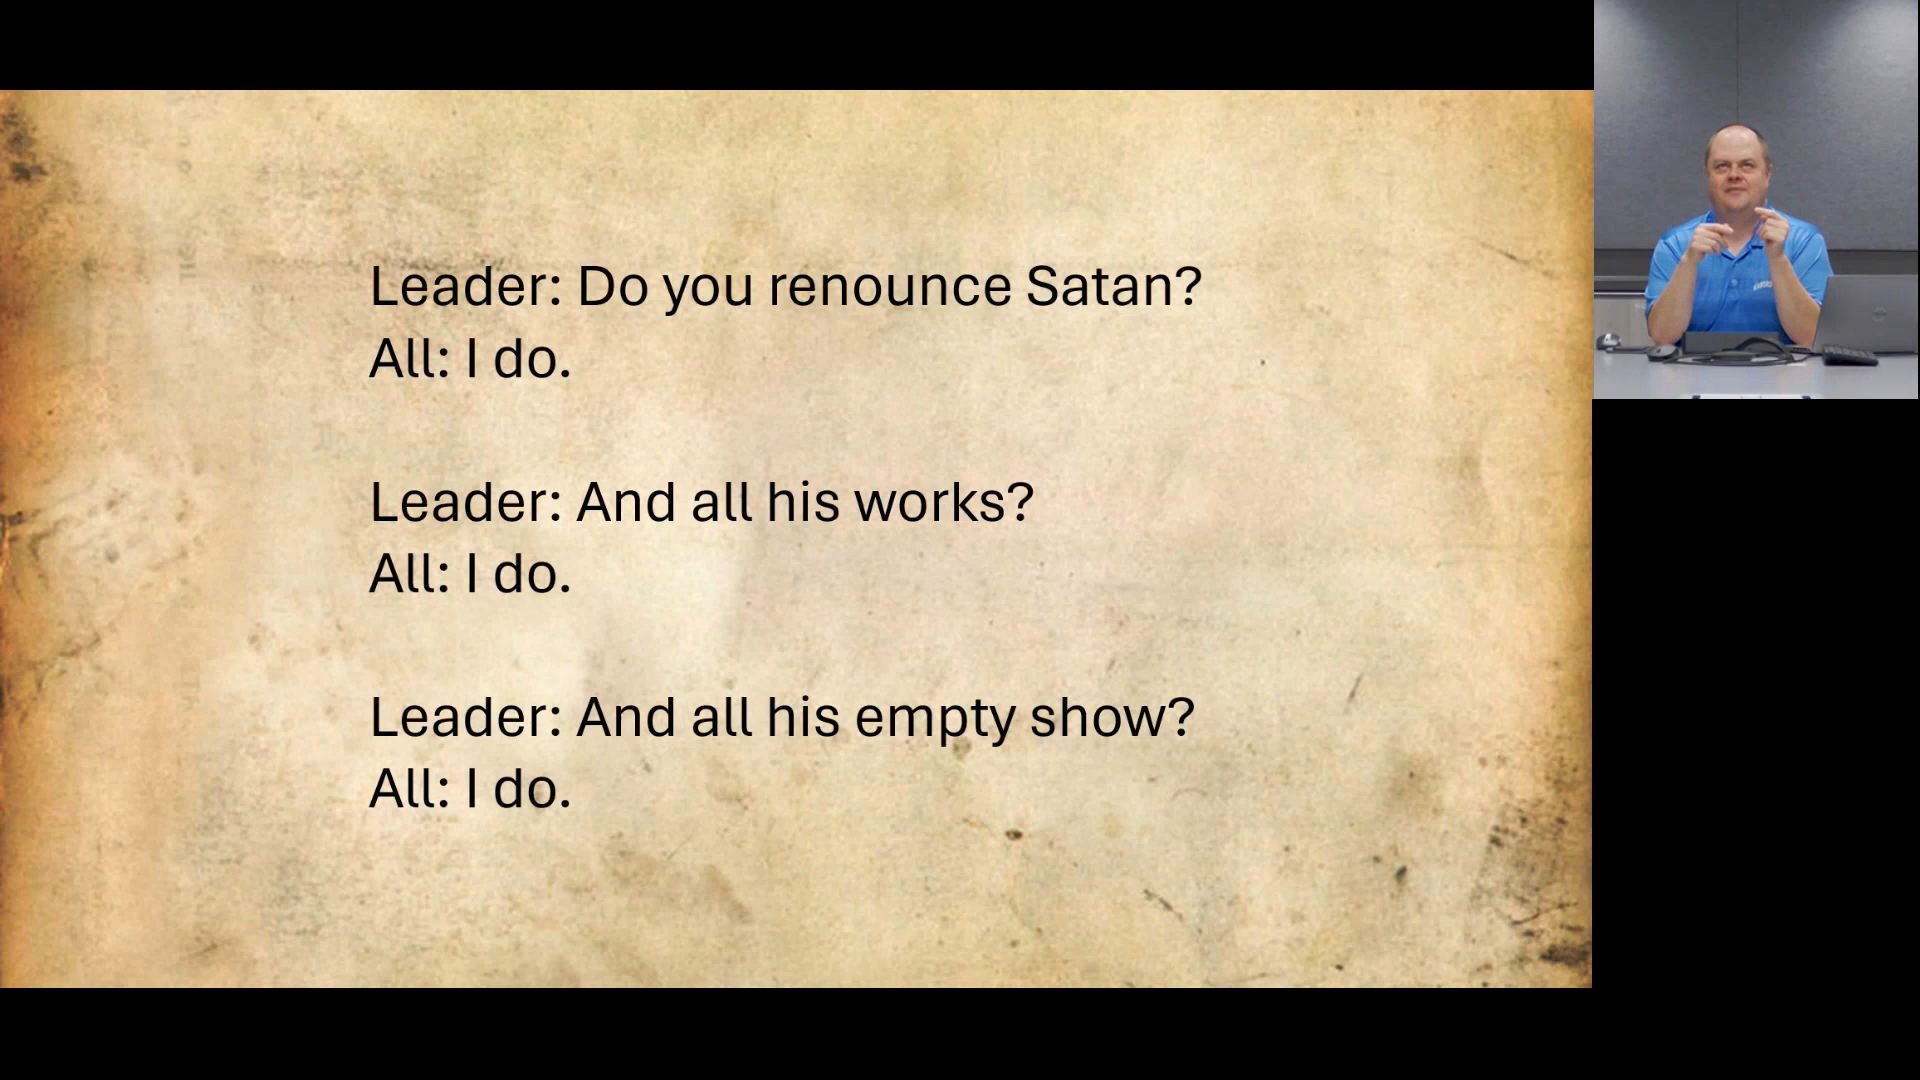 Leader: Do you renounce Satan?
All: I do.
Leader: And all his works?
All: I do.
Leader: And all his empty show?
All: I do.